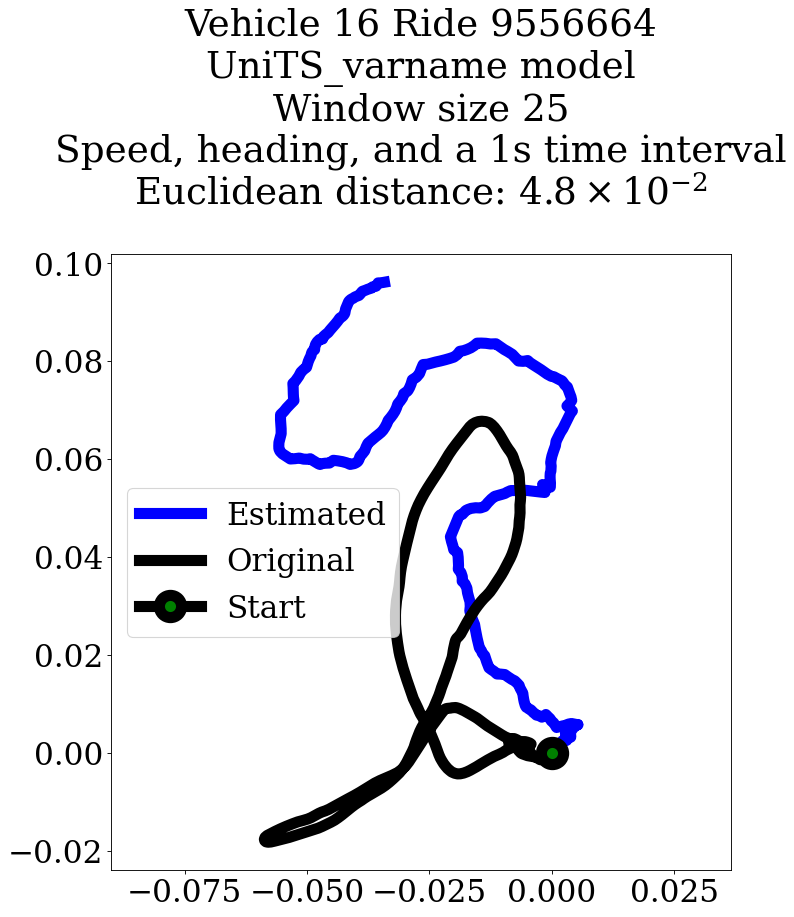 Vehicle 16 Ride 9556664
UniTS_varname model
Window size 25
Speed, heading, and a 1s time interval
Euclidean distance: 4.8 × 10⁻²
0.10
0.08
0.06
Estimated
Original
Start
0.04
0.02
0.00
−0.02
−0.075 −0.050 −0.025 0.000 0.025